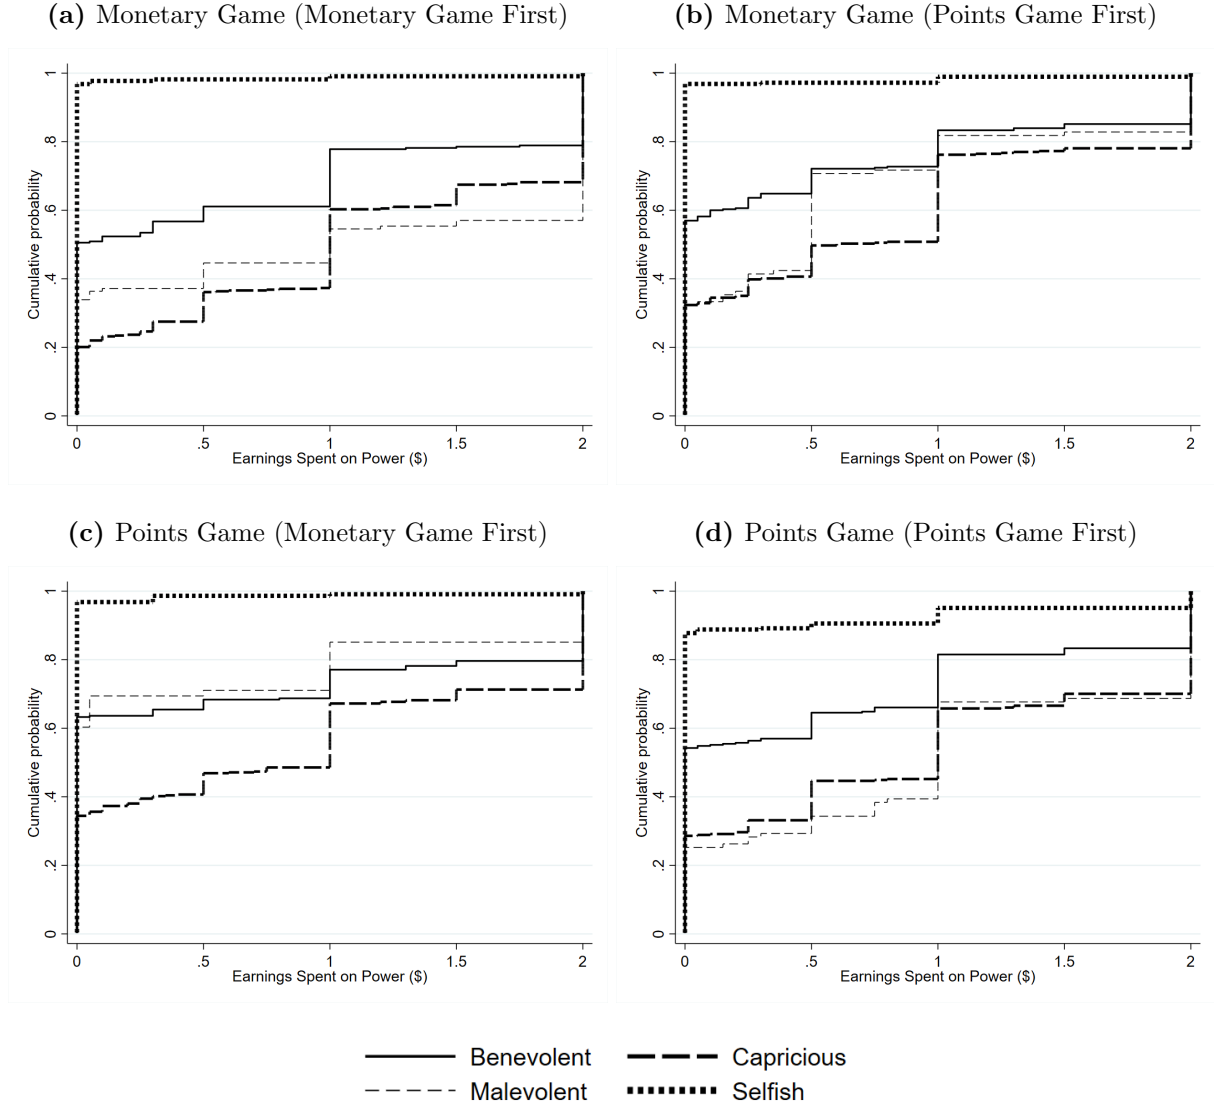 (a) Monetary Game (Monetary Game First)
(b) Monetary Game (Points Game First)
Cumulative probability
0 .2 .4 .6 .8 1
0 .5 1 1.5 2
Earnings Spent on Power ($)
Cumulative probability
0 .2 .4 .6 .8 1
0 .5 1 1.5 2
Earnings Spent on Power ($)
(c) Points Game (Monetary Game First)
(d) Points Game (Points Game First)
Cumulative probability
0 .2 .4 .6 .8 1
0 .5 1 1.5 2
Earnings Spent on Power ($)
Cumulative probability
0 .2 .4 .6 .8 1
0 .5 1 1.5 2
Earnings Spent on Power ($)
Benevolent Capricious
Malevolent Selfish